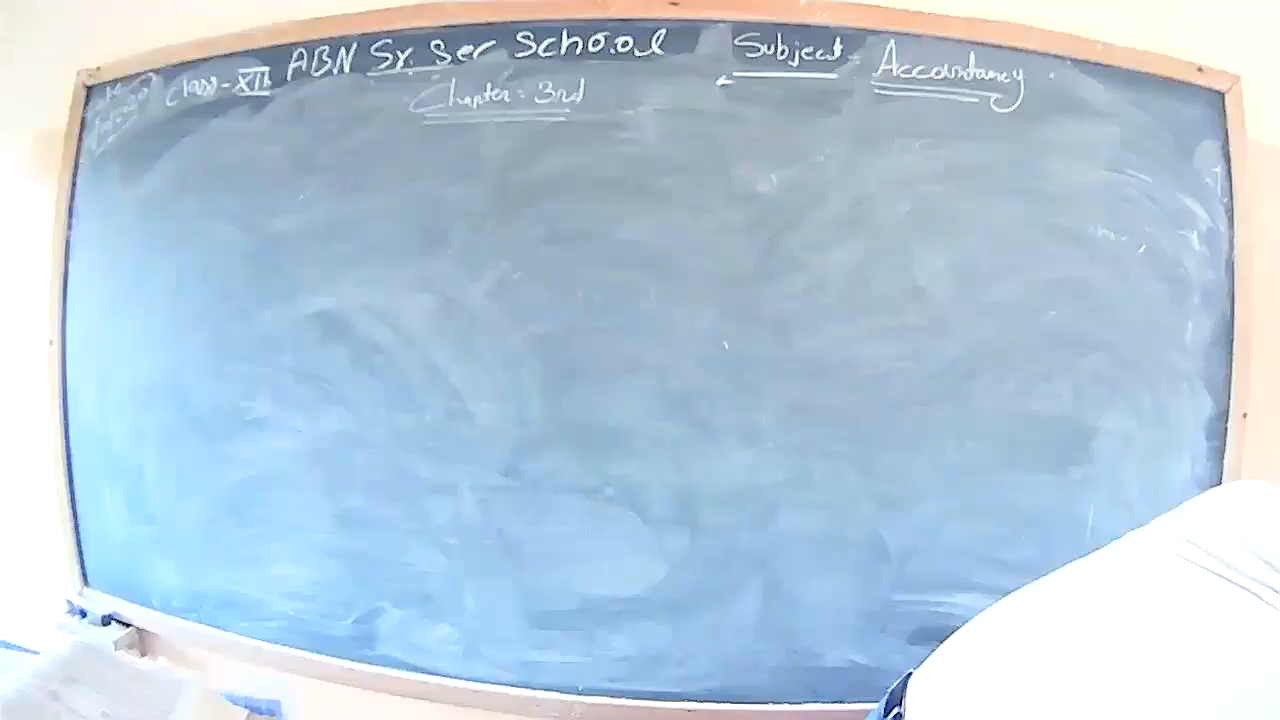 Class - XII ABN Sr. Sec School Subject - Accountancy
Chapter : 3rd